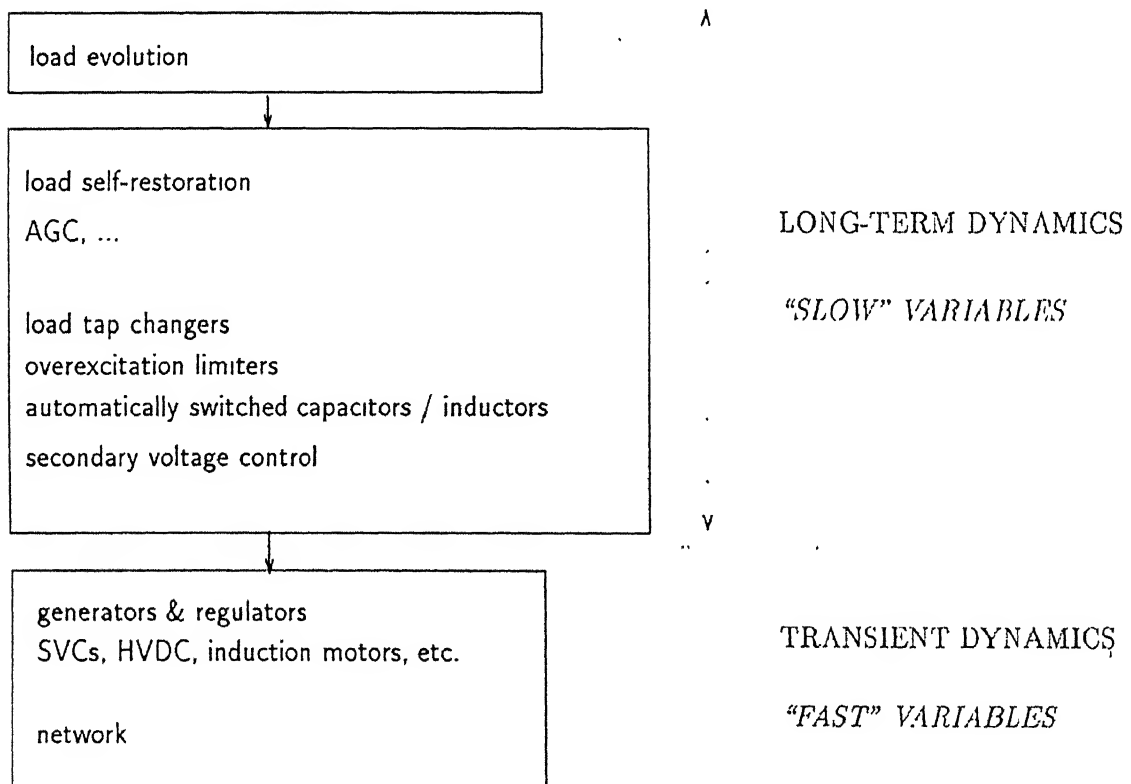 load evolution
load self-restoration
AGC, ...
load tap changers
overexcitation limiters
automatically switched capacitors / inductors
secondary voltage control
LONG-TERM DYNAMICS
"SLOW" VARIABLES
generators & regulators
SVCs, HVDC, induction motors, etc.
network
TRANSIENT DYNAMICS
"FAST" VARIABLES